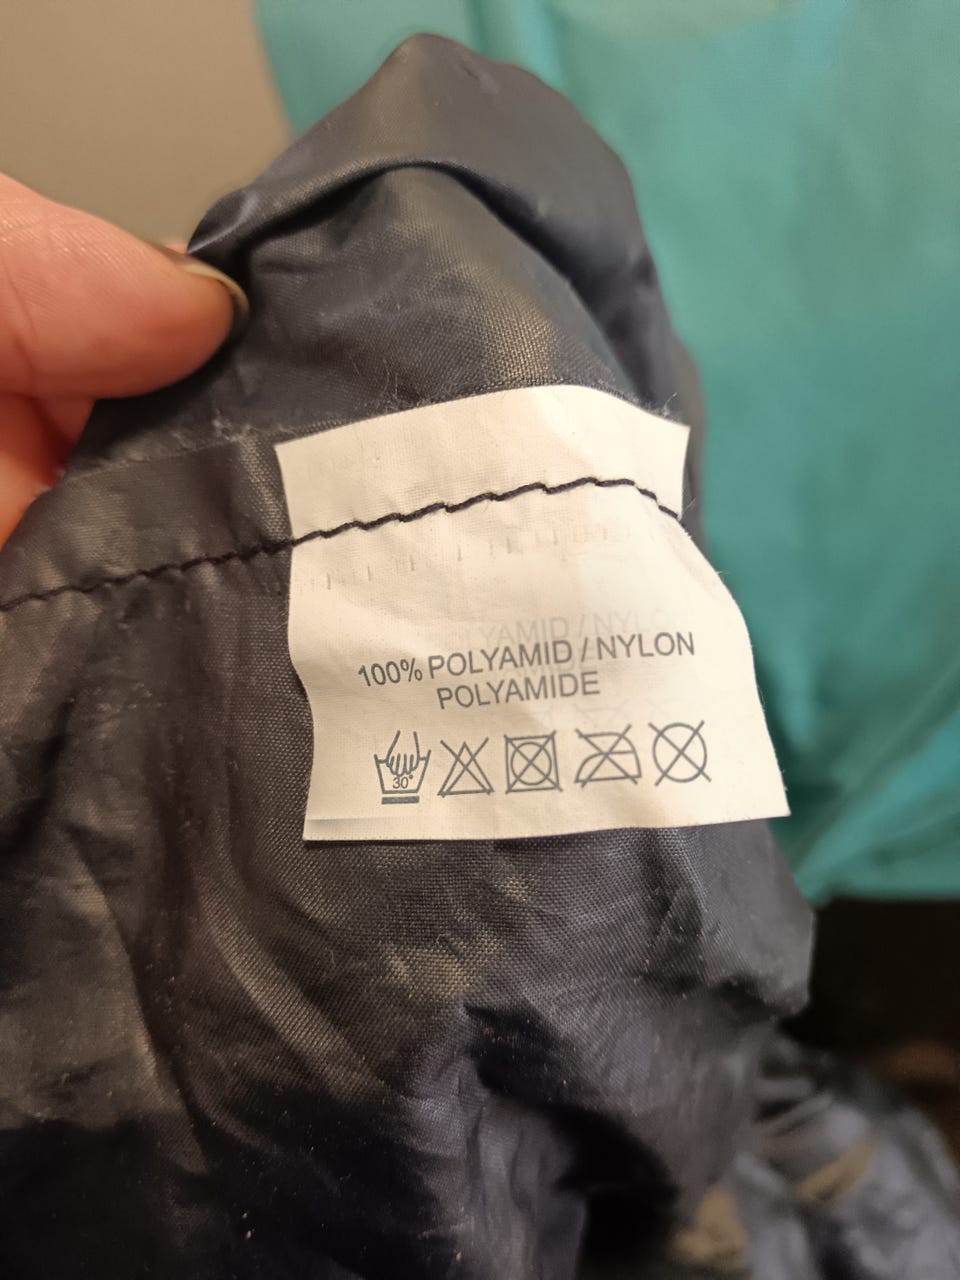 100% POLYAMID / NYLON
POLYAMIDE
30°